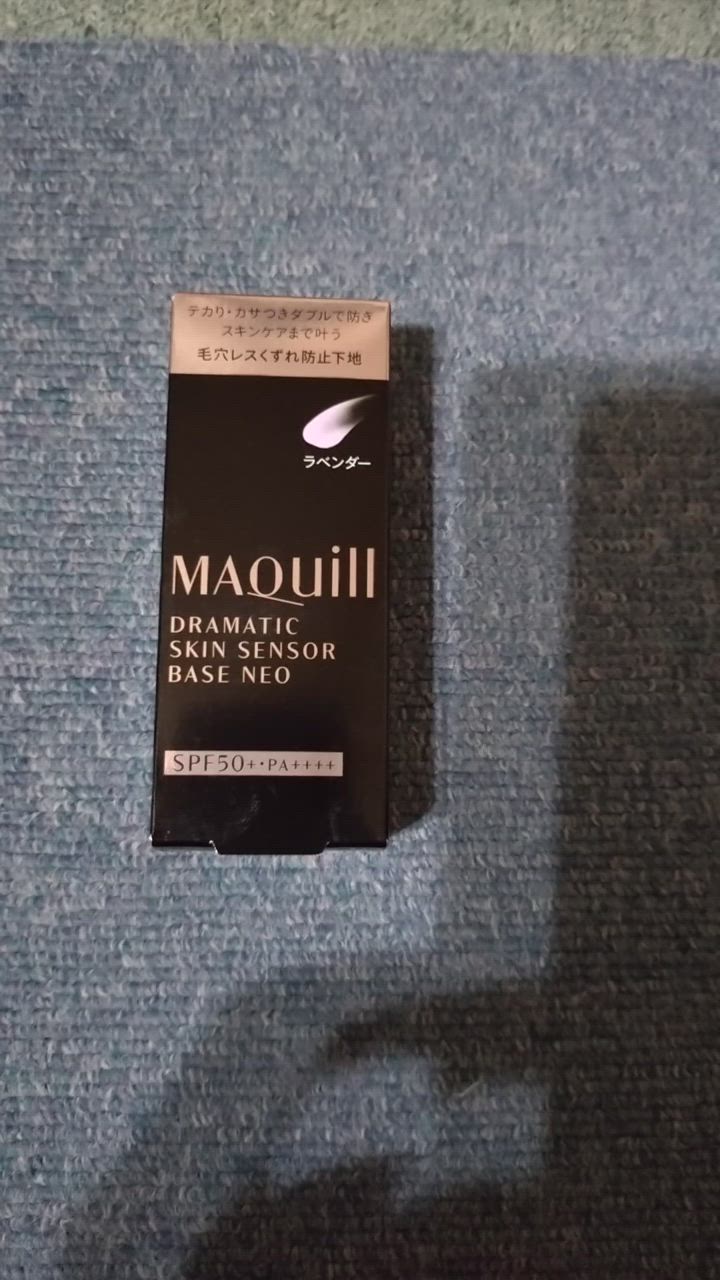 テカリ・カサつきダブルで防ぎ
スキンケアまで叶う
毛穴レスくずれ防止下地
ラベンダー
MAQuill
DRAMATIC
SKIN SENSOR
BASE NEO
SPF50+・PA++++